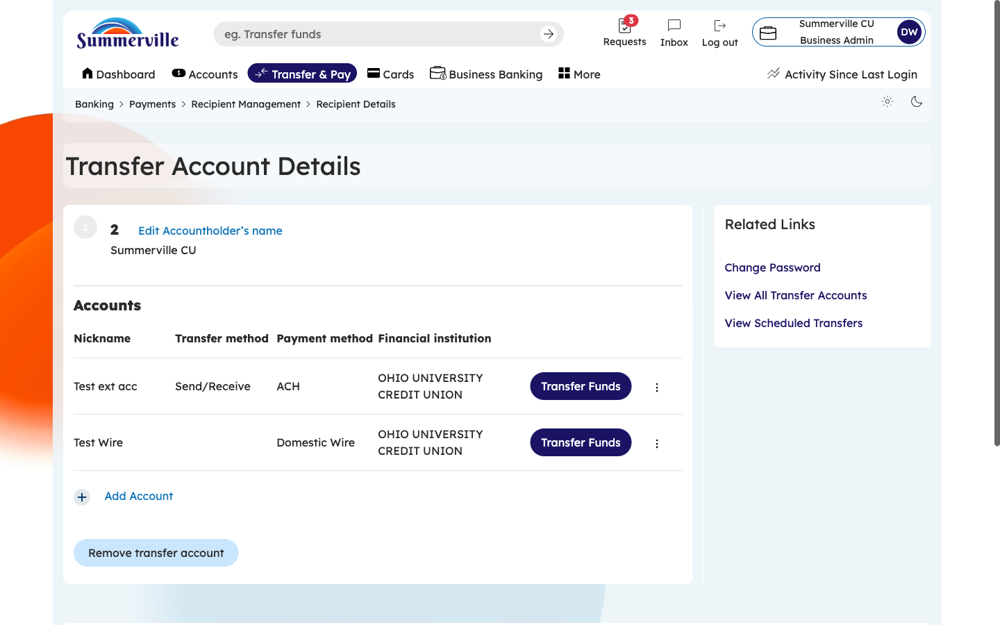 Summerville
eg. Transfer funds
3
Requests
Inbox
Log out
Summerville CU
Business Admin
DW
Dashboard
Accounts
Transfer & Pay
Cards
Business Banking
More
Activity Since Last Login
Banking > Payments > Recipient Management > Recipient Details
Transfer Account Details
2
2 Edit Accountholder’s name
Summerville CU
Accounts
Nickname Transfer method Payment method Financial institution
Test ext acc Send/Receive ACH OHIO UNIVERSITY
CREDIT UNION
Transfer Funds
Test Wire Domestic Wire OHIO UNIVERSITY
CREDIT UNION
Transfer Funds
Add Account
Remove transfer account
Related Links
Change Password
View All Transfer Accounts
View Scheduled Transfers